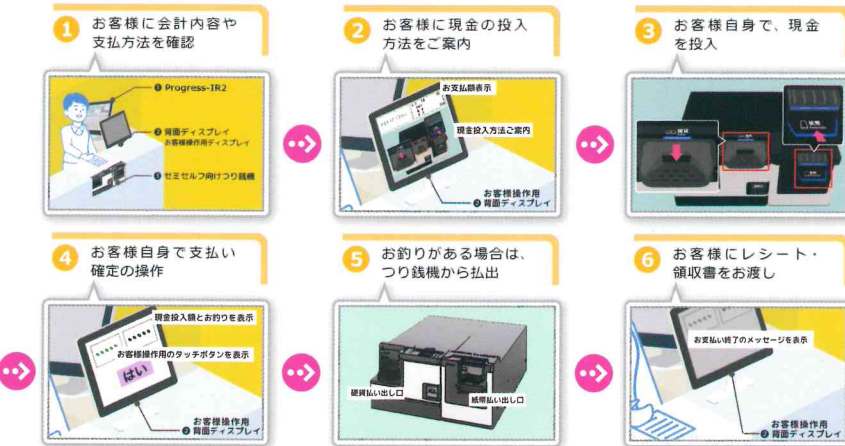 1 お客様に会計内容や
支払方法を確認
❶ Progress-IR2
❷ 背面ディスプレイ
お客様操作用ディスプレイ
❸ セミセルフ向けつり銭機
2 お客様に現金の投入
方法をご案内
お支払額表示
現金投入方法ご案内
お客様操作用
❷ 背面ディスプレイ
3 お客様自身で、現金
を投入
4 お客様自身で支払い
確定の操作
現金投入額とお釣りを表示
お客様操作用のタッチボタンを表示
はい
お客様操作用
❷ 背面ディスプレイ
5 お釣りがある場合は、
つり銭機から払出
硬貨払い出し口
紙幣払い出し口
6 お客様にレシート・
領収書をお渡し
お支払い終了のメッセージを表示
お客様操作用
❷ 背面ディスプレイ